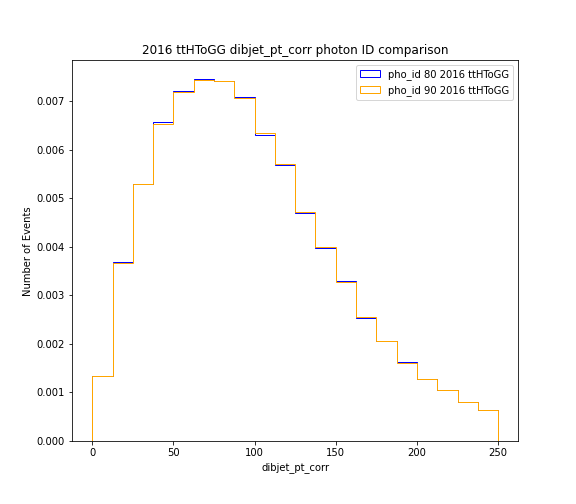 2016 ttHToGG dibjet_pt_corr photon ID comparison
pho_id 80 2016 ttHToGG
pho_id 90 2016 ttHToGG
Number of Events
0.007
0.006
0.005
0.004
0.003
0.002
0.001
0.000
0 50 100 150 200 250
dibjet_pt_corr